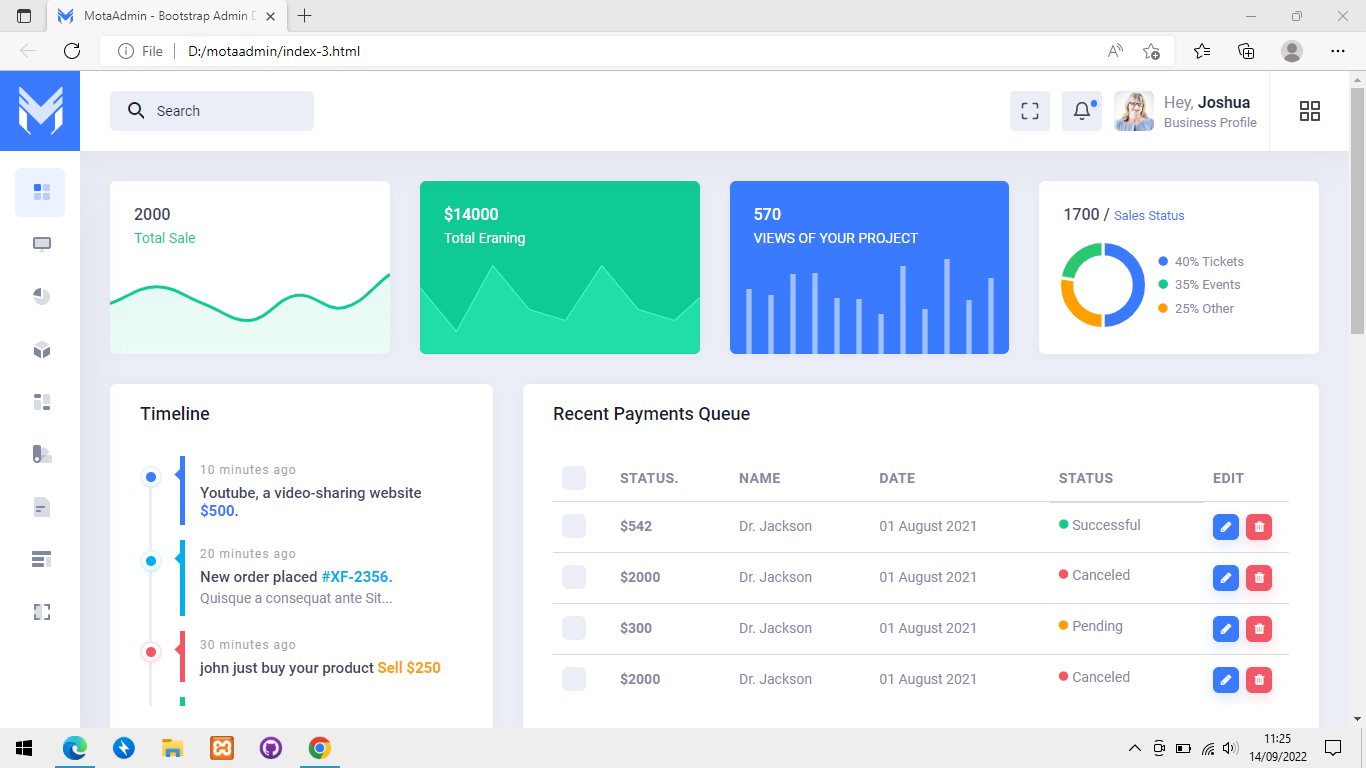 MotaAdmin - Bootstrap Admin D
File
D:/motaadmin/index-3.html
Search
Hey, Joshua
Business Profile
2000
Total Sale
$14000
Total Eraning
570
VIEWS OF YOUR PROJECT
1700 / Sales Status
40% Tickets
35% Events
25% Other
Timeline
10 minutes ago
Youtube, a video-sharing website
$500.
20 minutes ago
New order placed #XF-2356.
Quisque a consequat ante Sit...
30 minutes ago
john just buy your product Sell $250
Recent Payments Queue
STATUS. NAME DATE STATUS EDIT
$542 Dr. Jackson 01 August 2021 Successful
$2000 Dr. Jackson 01 August 2021 Canceled
$300 Dr. Jackson 01 August 2021 Pending
$2000 Dr. Jackson 01 August 2021 Canceled
11:25
14/09/2022